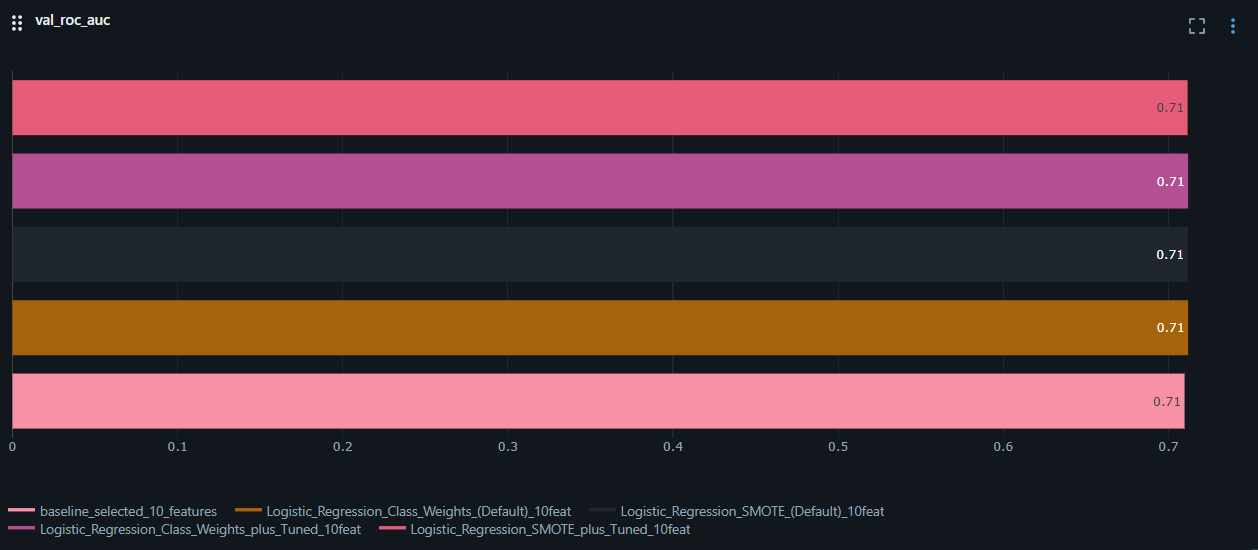 val_roc_auc
0.71
0.71
0.71
0.71
0.71
0 0.1 0.2 0.3 0.4 0.5 0.6 0.7
baseline_selected_10_features Logistic_Regression_Class_Weights_(Default)_10feat Logistic_Regression_SMOTE_(Default)_10feat
Logistic_Regression_Class_Weights_plus_Tuned_10feat Logistic_Regression_SMOTE_plus_Tuned_10feat